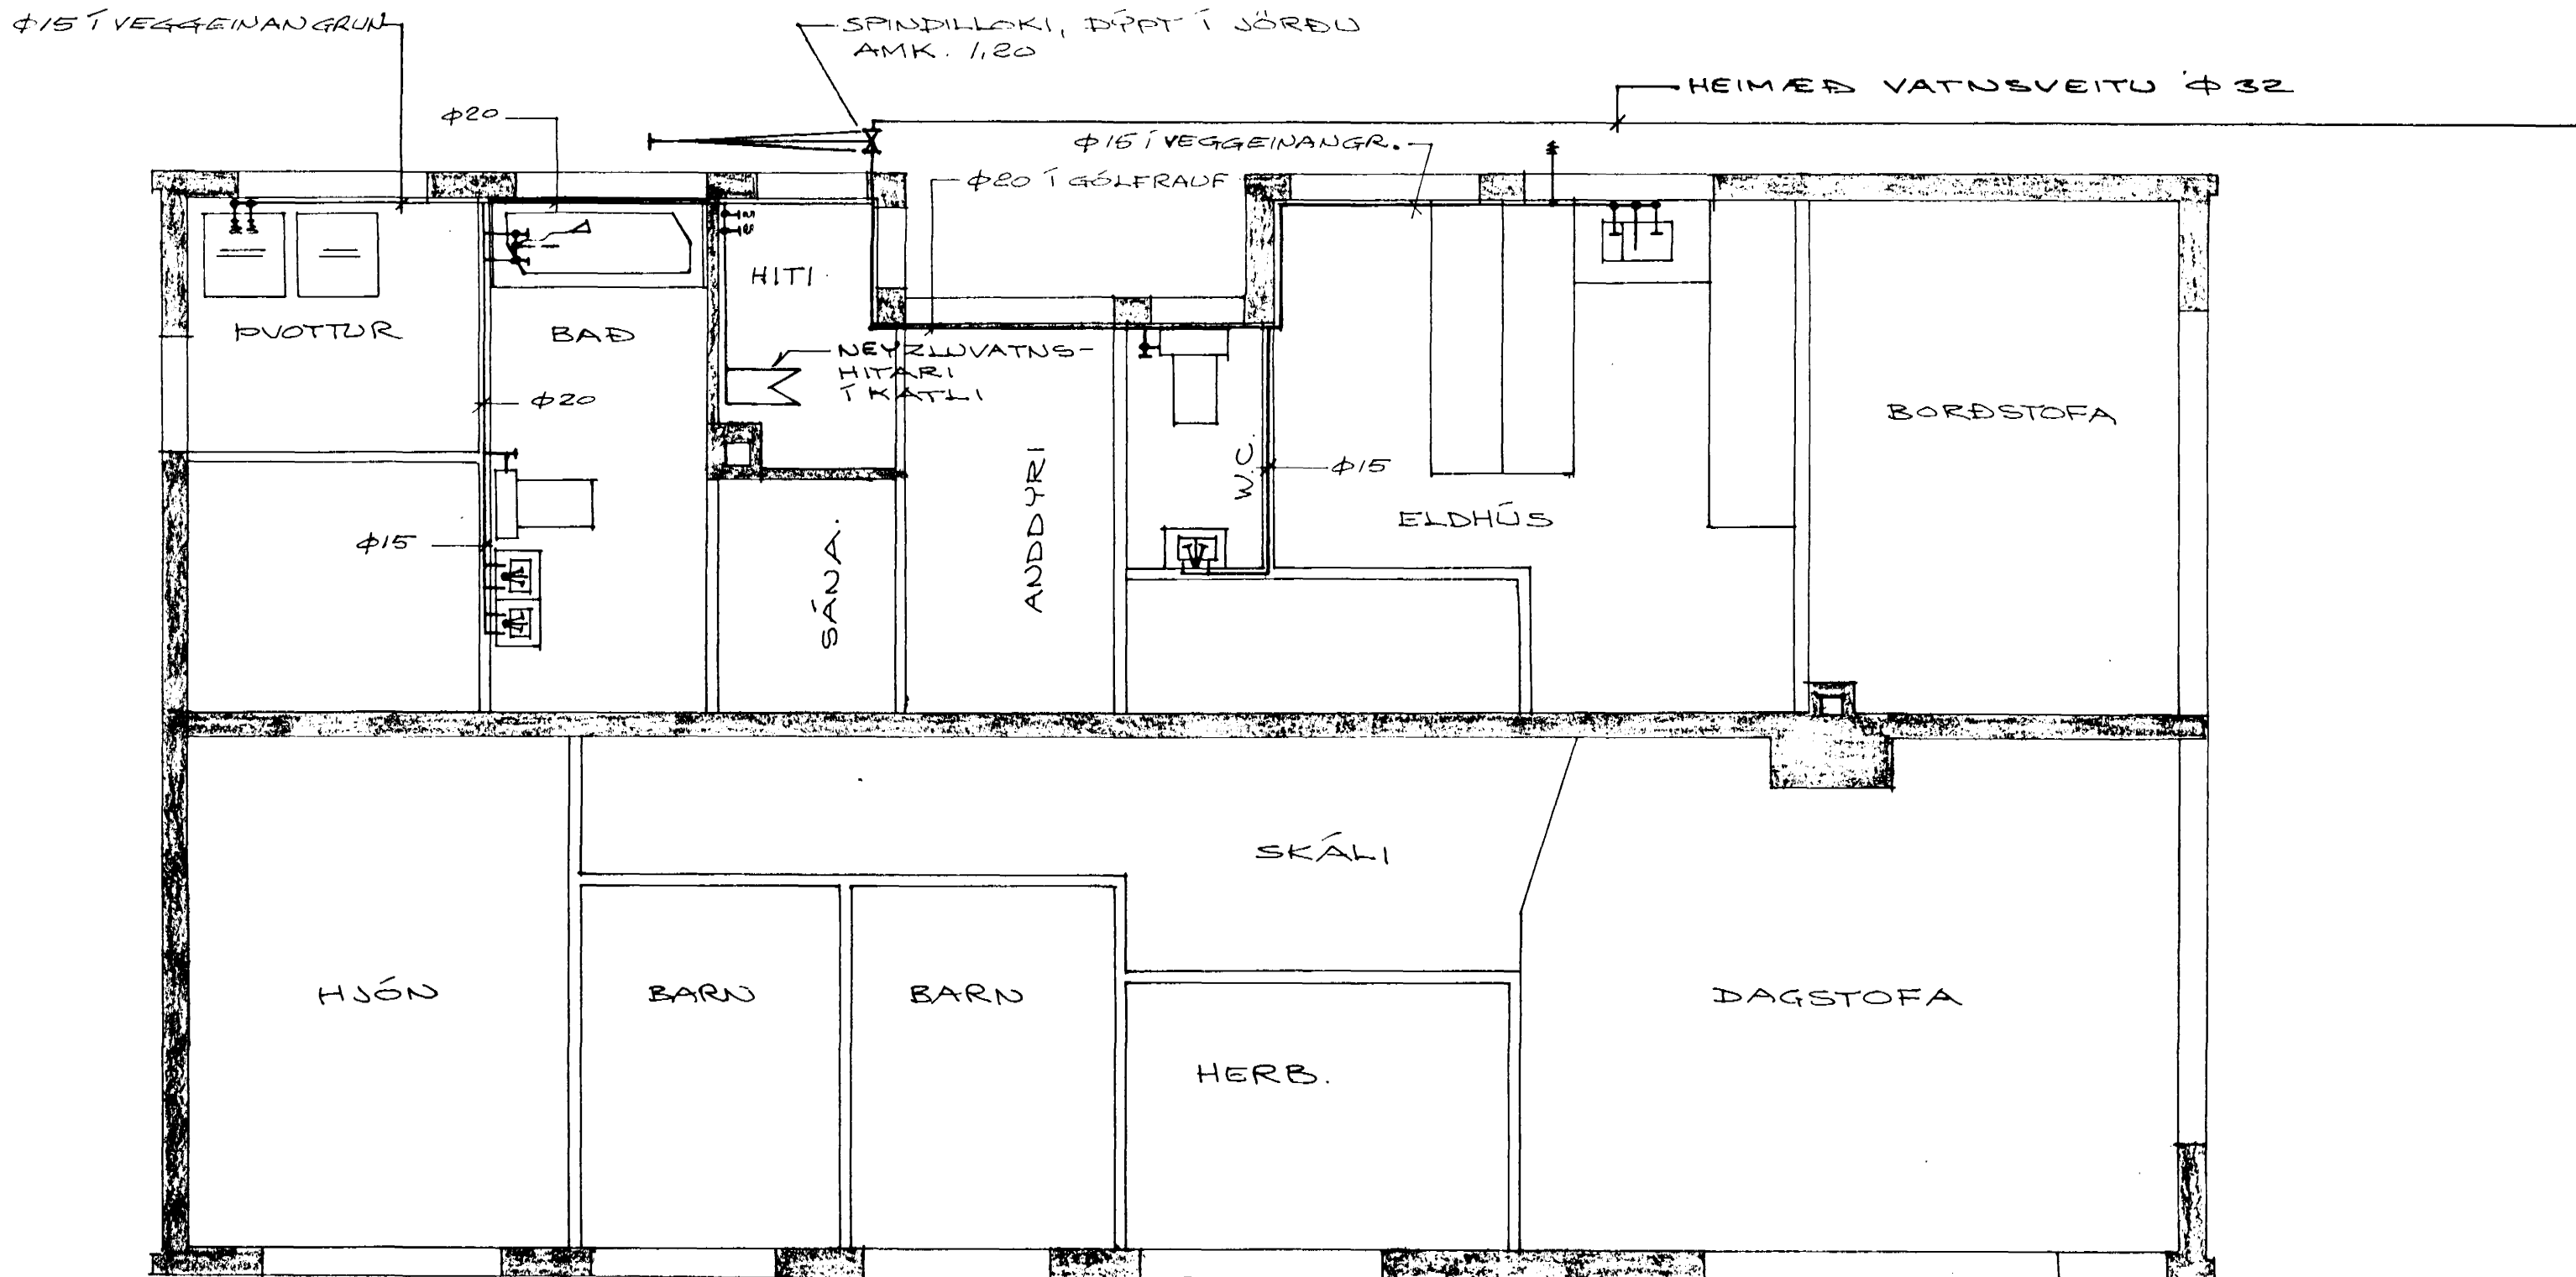 Φ15 Í VEGGEINANGRUN
SPINDILLOKI, DÝPT Í JÖRÐU
AMK. 1,20
HEIMÆÐ VATNSVEITU Φ 32
Φ20
Φ15 Í VEGGEINANGR.
Φ20 Í GÓLFRAUF
HITI
ÞVOTTUR
BAÐ
NEYZLUVATNS-
HITARI
Í KATLI
Φ20
BORÐSTOFA
W.C.
Φ15
ANDDYRI
ELDHÚS
Φ15
SÁNA.
SKÁLI
HJÓN
BARN
BARN
DAGSTOFA
HERB.